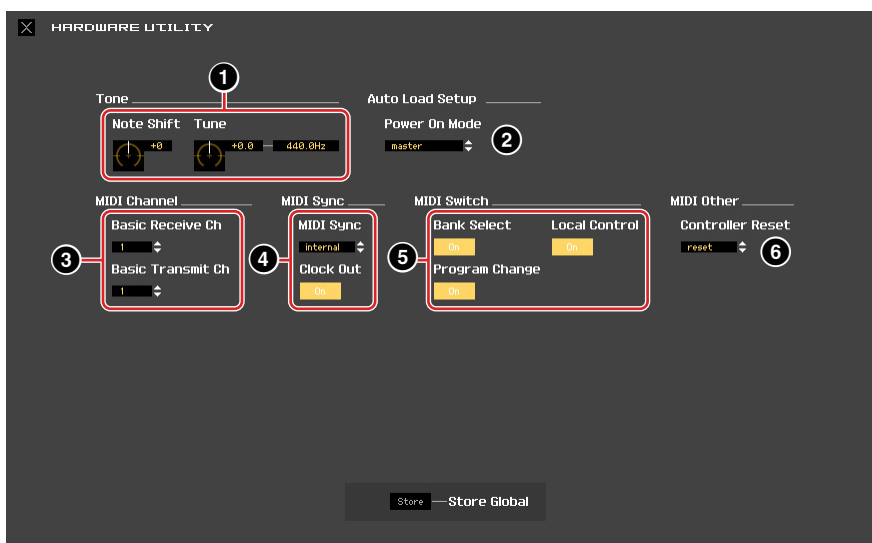 X HARDWARE UTILITY
1
Tone Auto Load Setup
Note Shift Tune Power On Mode
+0 +0.0 440.0Hz master 2
MIDI Channel MIDI Sync MIDI Switch MIDI Other
Basic Receive Ch MIDI Sync Bank Select Local Control Controller Reset
1 internal On On reset
3 4 5 6
Basic Transmit Ch Clock Out Program Change
1 On On
Store Store Global